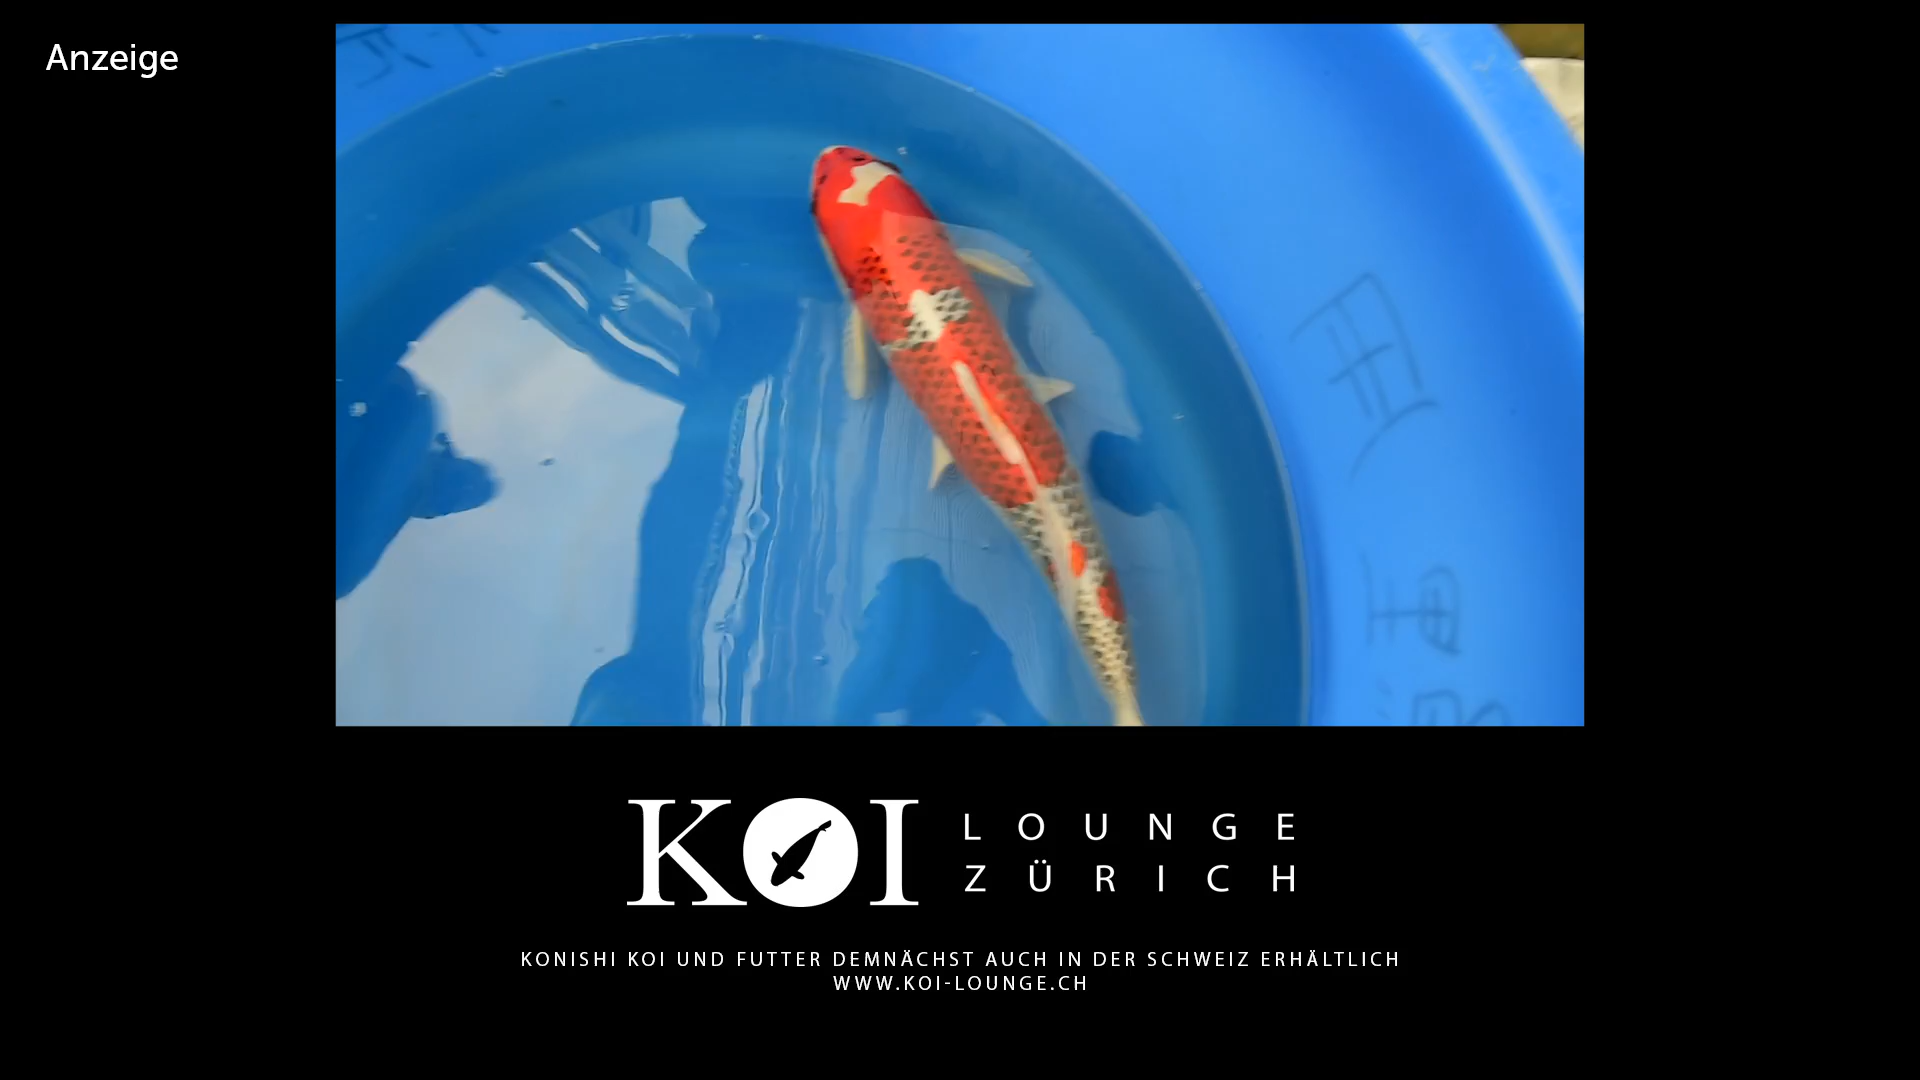 Anzeige
KOI LOUNGE
ZÜRICH
KONISHI KOI UND FUTTER DEMNÄCHST AUCH IN DER SCHWEIZ ERHÄLTLICH
WWW.KOI-LOUNGE.CH